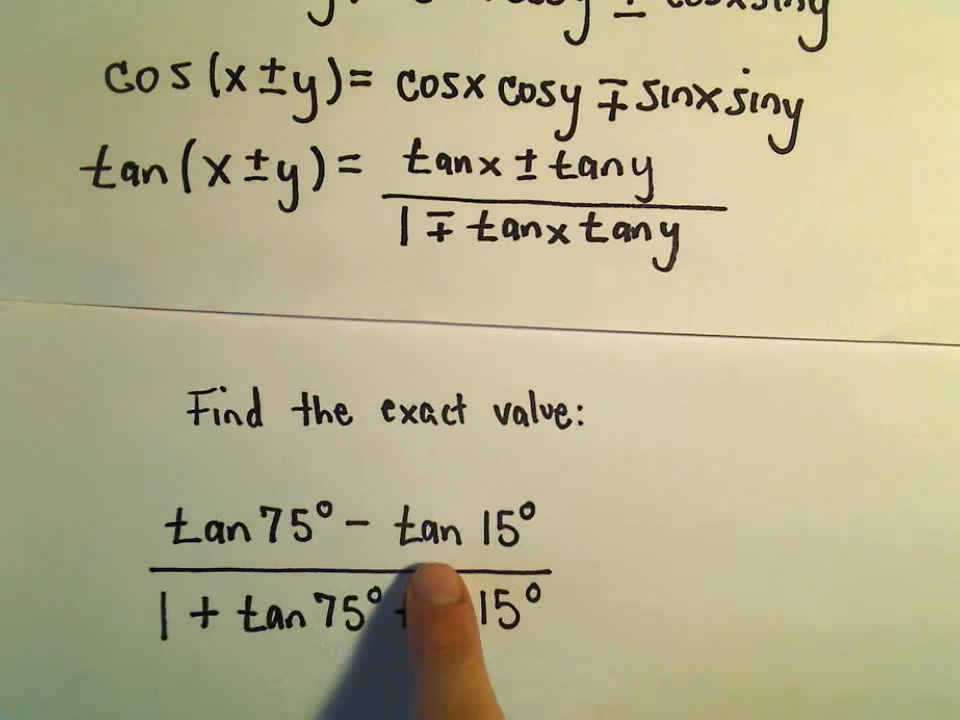 ± cosxsiny
cos(x±y)= cosx cosy ∓ sinx siny
tan(x±y)= tanx ± tany
1 ∓ tanx tany
Find the exact value:
tan 75° - tan 15°
1 + tan 75° 15°